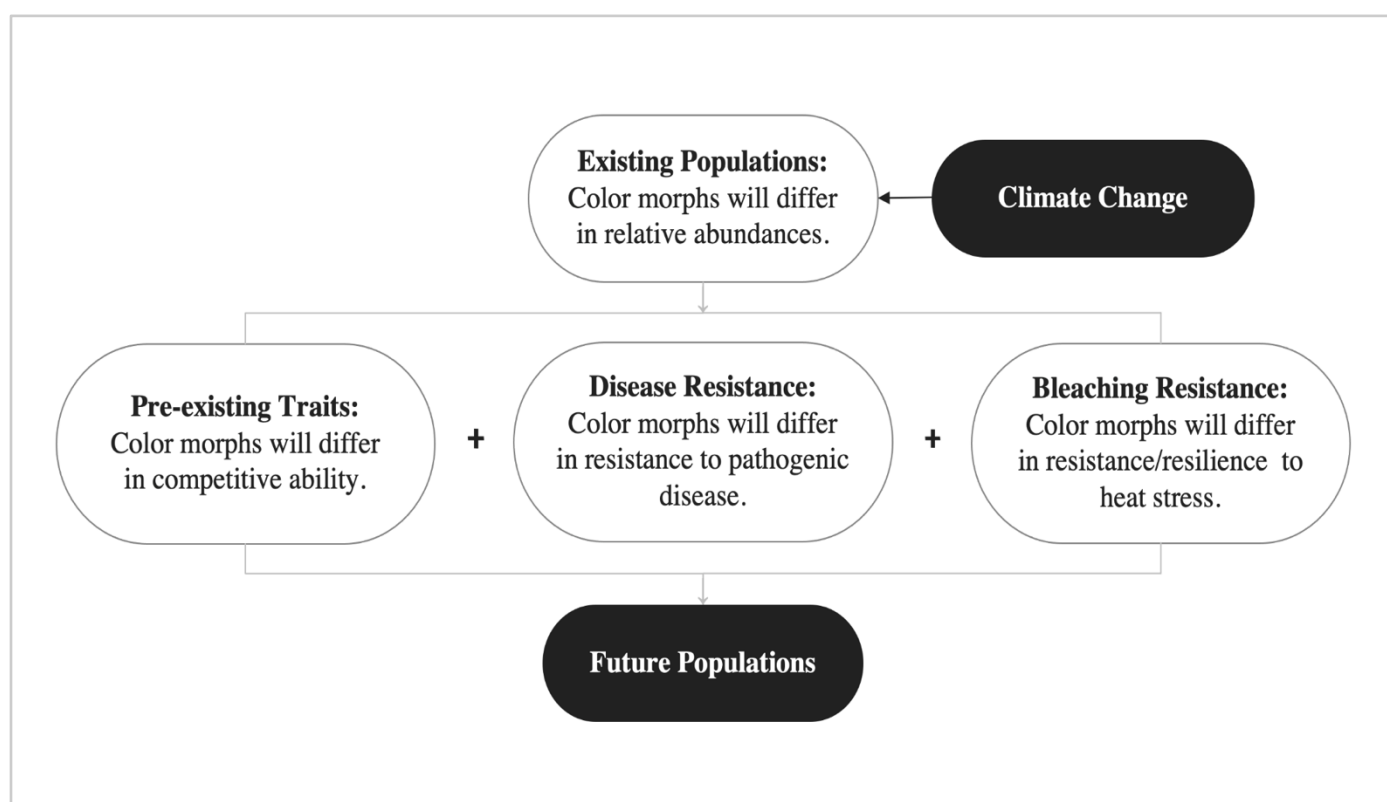 Existing Populations:
Color morphs will differ
in relative abundances.
Climate Change
Pre-existing Traits:
Color morphs will differ
in competitive ability.
+
Disease Resistance:
Color morphs will differ
in resistance to pathogenic
disease.
+
Bleaching Resistance:
Color morphs will differ
in resistance/resilience to
heat stress.
Future Populations